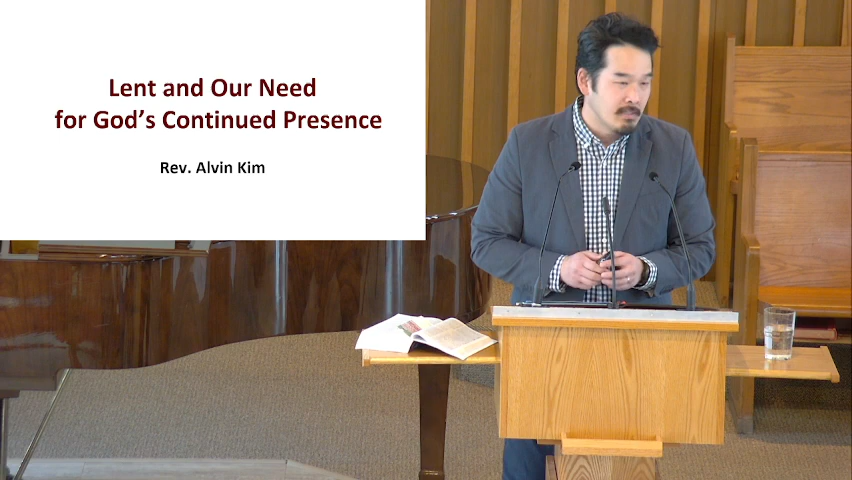 Lent and Our Need
for God’s Continued Presence
Rev. Alvin Kim